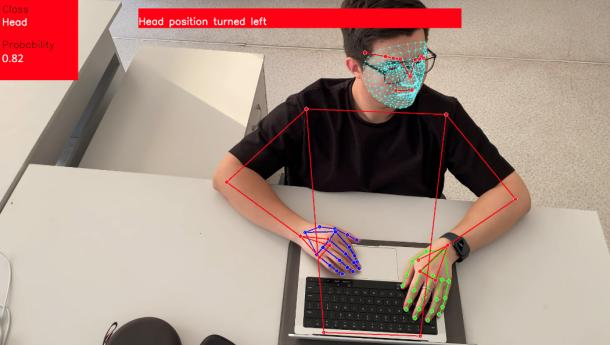 Class
Head
Head position turned left
Probability
0.82